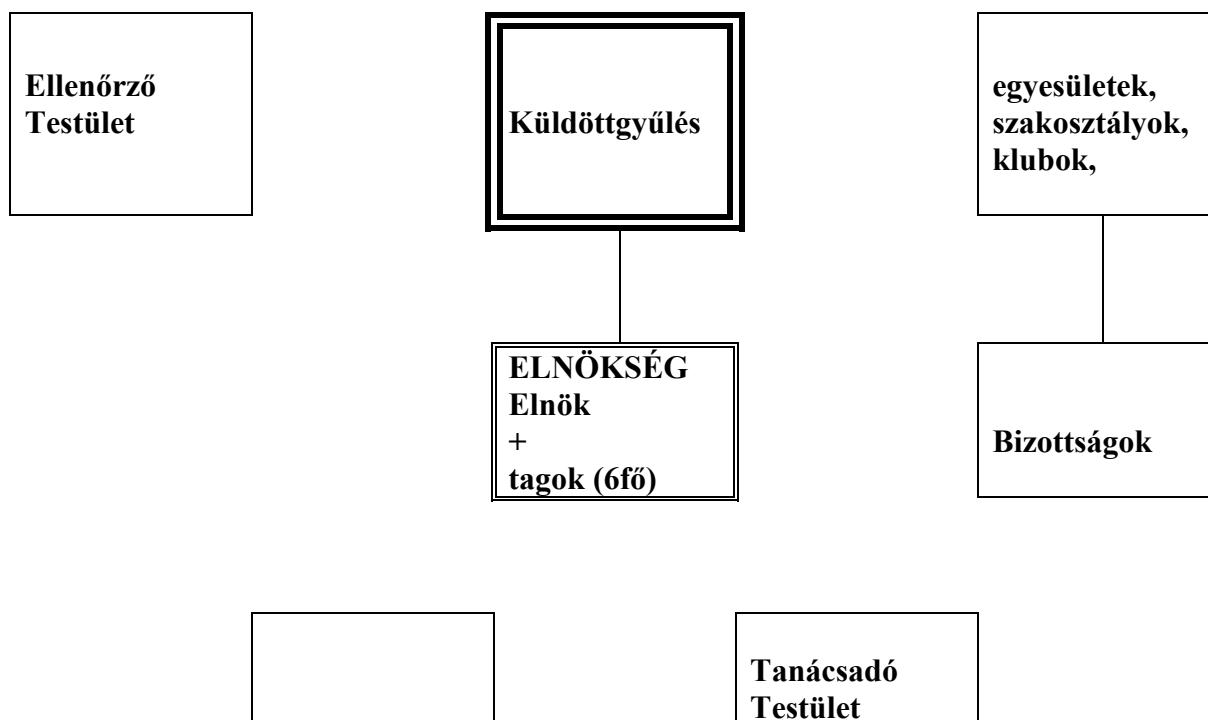 Ellenőrző
Testület
Küldöttgyűlés
egyesületek,
szakosztályok,
klubok,
ELNÖKSÉG
Elnök
+
tagok (6fő)
Bizottságok
Tanácsadó
Testület